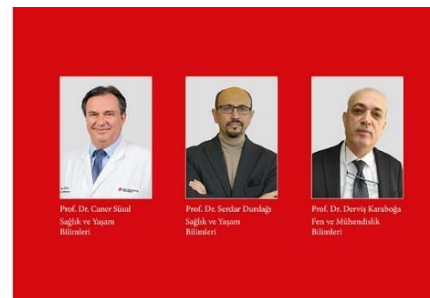 Prof. Dr. Caner Süsal
Sağlık ve Yaşam
Bilimleri
Prof. Dr. Serdar Durdağı
Sağlık ve Yaşam
Bilimleri
Prof. Dr. Derviş Karaboğa
Fen ve Mühendislik
Bilimleri